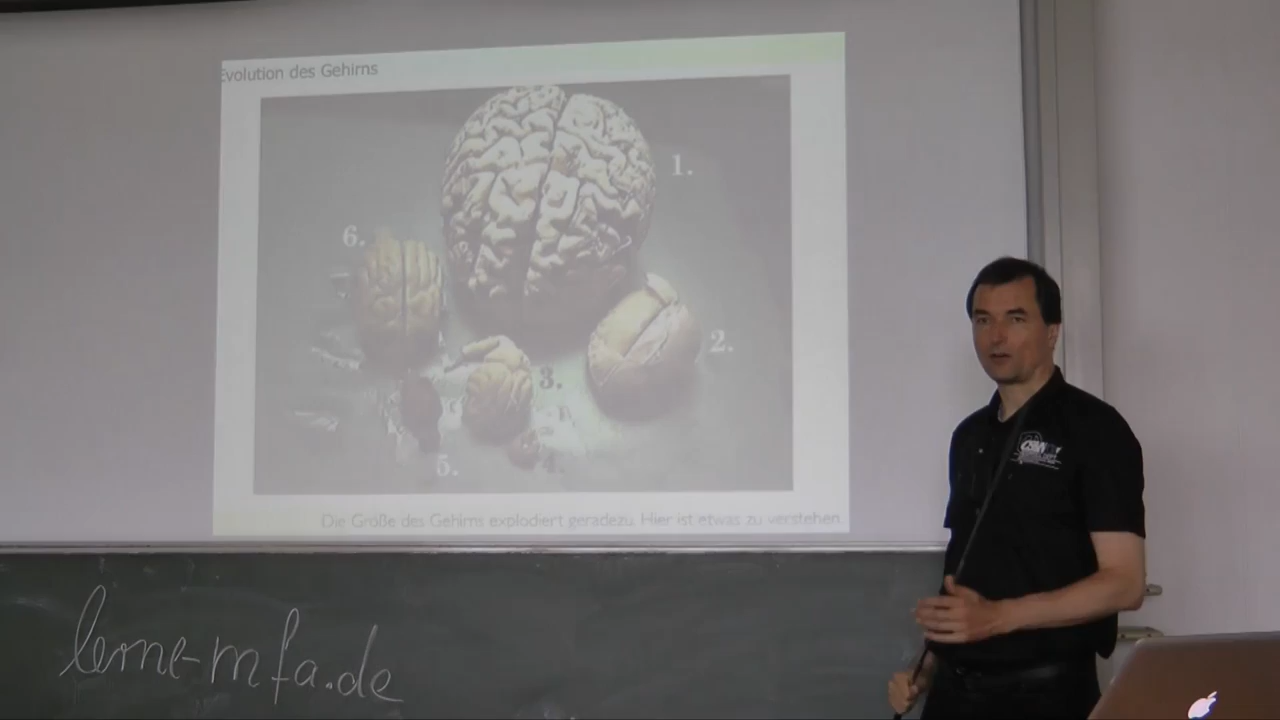 Evolution des Gehirns
1.
6.
2.
3.
5.
Die Größe des Gehirns explodiert geradezu. Hier ist etwas zu verstehen.
lerne-mfa.de